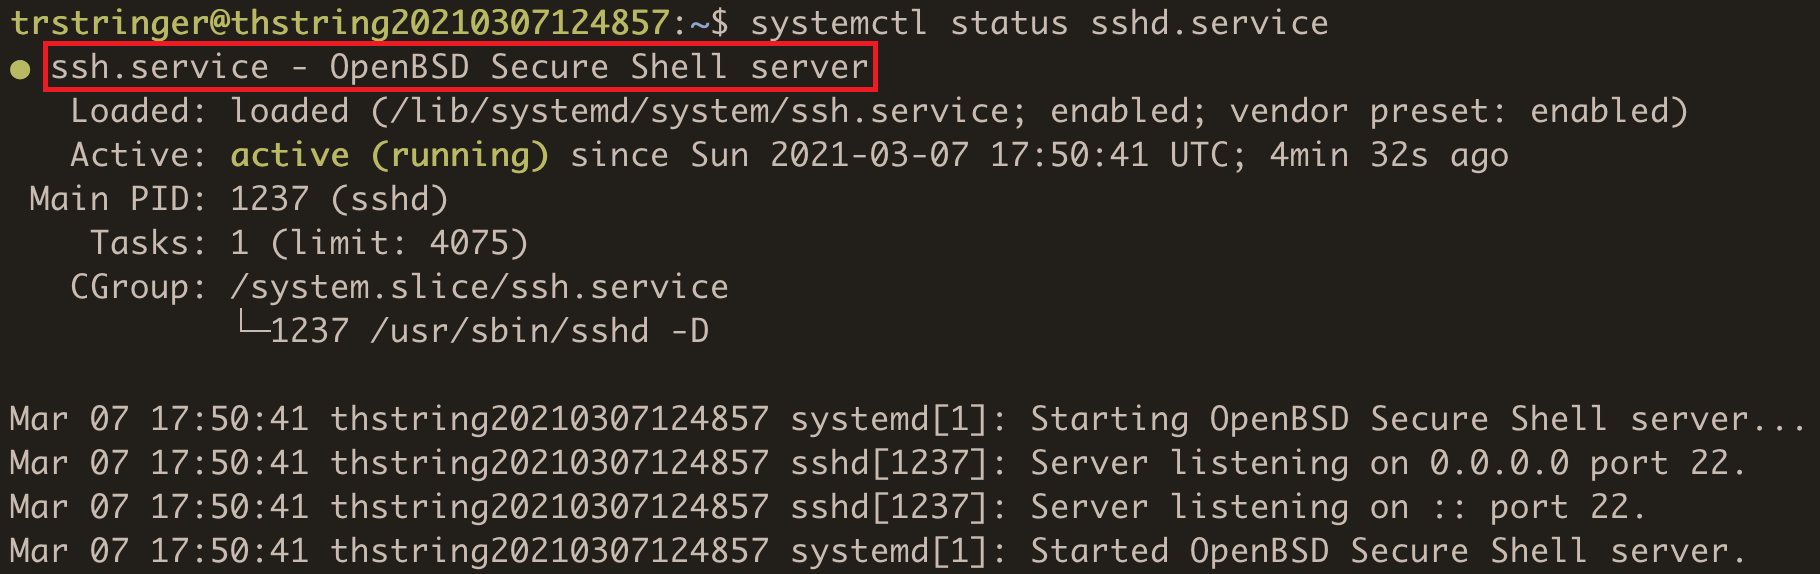 trstringer@thstring20210307124857:~$ systemctl status sshd.service
● ssh.service - OpenBSD Secure Shell server
Loaded: loaded (/lib/systemd/system/ssh.service; enabled; vendor preset: enabled)
Active: active (running) since Sun 2021-03-07 17:50:41 UTC; 4min 32s ago
Main PID: 1237 (sshd)
Tasks: 1 (limit: 4075)
CGroup: /system.slice/ssh.service
└─1237 /usr/sbin/sshd -D
Mar 07 17:50:41 thstring20210307124857 systemd[1]: Starting OpenBSD Secure Shell server...
Mar 07 17:50:41 thstring20210307124857 sshd[1237]: Server listening on 0.0.0.0 port 22.
Mar 07 17:50:41 thstring20210307124857 sshd[1237]: Server listening on :: port 22.
Mar 07 17:50:41 thstring20210307124857 systemd[1]: Started OpenBSD Secure Shell server.